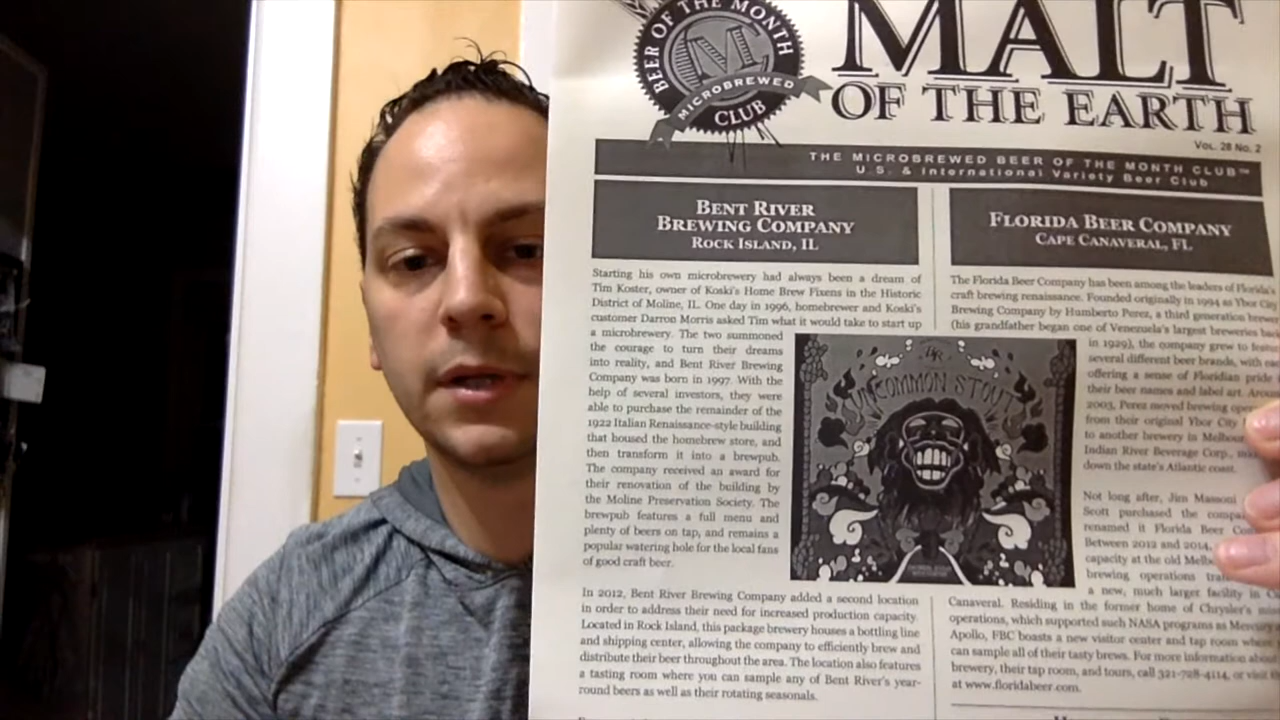 BEER OF THE MONTH
M
MICROBREWED
CLUB
MALT
OF THE EARTH
VOL. 28 NO. 2
THE MICROBREWED BEER OF THE MONTH CLUB™
U.S. & International Variety Beer Club
BENT RIVER
BREWING COMPANY
ROCK ISLAND, IL
Starting his own microbrewery had always been a dream of
Tim Koster, owner of Koski's Home Brew Fixens in the Historic
District of Moline, IL. One day in 1996, homebrewer and Koski's
customer Darron Morris asked Tim what it would take to start up
a microbrewery. The two summoned
the courage to turn their dreams
into reality, and Bent River Brewing
Company was born in 1997. With the
help of several investors, they were
able to purchase the remainder of the
1922 Italian Renaissance-style building
that housed the homebrew store, and
then transform it into a brewpub.
The company received an award for
their renovation of the building by
the Moline Preservation Society. The
brewpub features a full menu and
plenty of beers on tap, and remains a
popular watering hole for the local fans
of good craft beer.
In 2012, Bent River Brewing Company added a second location
in order to address their need for increased production capacity.
Located in Rock Island, this package brewery houses a bottling line
and shipping center, allowing the company to efficiently brew and
distribute their beer throughout the area. The location also features
a tasting room where you can sample any of Bent River's year-
round beers as well as their rotating seasonals.
UNCOMMON STOUT
FLORIDA BEER COMPANY
CAPE CANAVERAL, FL
The Florida Beer Company has been among the leaders of Florida's
craft brewing renaissance. Founded originally in 1994 as Ybor City
Brewing Company by Humberto Perez, a third generation brewer
(his grandfather began one of Venezuela's largest breweries back
in 1929), the company grew to
several different beer brands, with
offering a sense of Floridian pride
their beer names and label art.
2003, Perez moved brewing
from their original Ybor City
to another brewery in
Indian River Beverage Corp.,
down the state's Atlantic coast.
Not long after, Jim Massoni
Scott purchased the
renamed it Florida Beer
Between 2012 and 2014,
capacity at the old
brewing operations
a new, much larger facility in
Canaveral. Residing in the former home of Chrysler's
operations, which supported such NASA programs as Mercury
Apollo, FBC boasts a new visitor center and tap room where
can sample all of their tasty brews. For more information about
brewery, their tap room, and tours, call 321-728-4114, or visit
at www.floridabeer.com.